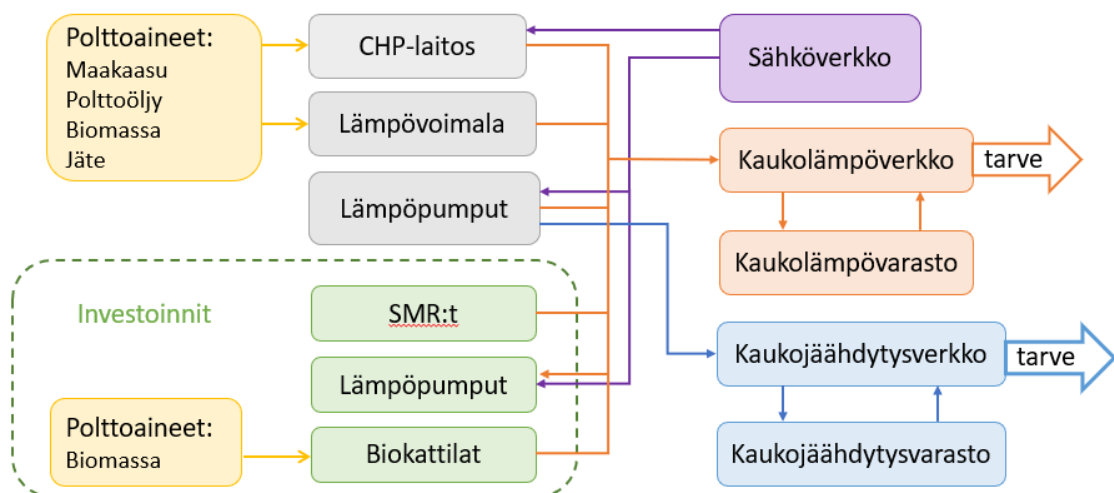 Polttoaineet:
Maakaasu
Polttoöljy
Biomassa
Jäte
CHP-laitos
Lämpövoimala
Lämpöpumput
Sähköverkko
Kaukolämpöverkko
tarve
Kaukolämpövarasto
Investoinnit
SMR:t
Lämpöpumput
Biokattilat
Polttoaineet:
Biomassa
Kaukojäähdytysverkko
tarve
Kaukojäähdytysvarasto